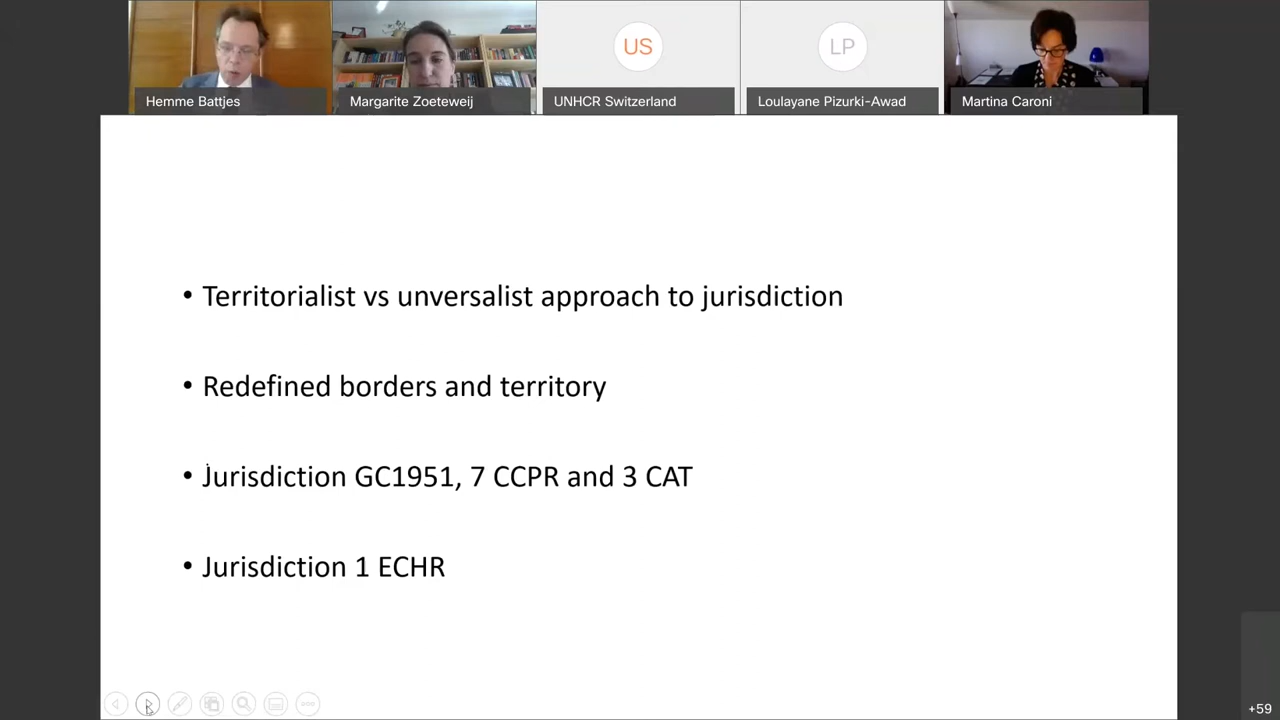 Hemme Battjes
Margarite Zoeteweij
US
UNHCR Switzerland
LP
Loulayane Pizurki-Awad
Martina Caroni
• Territorialist vs unversalist approach to jurisdiction
• Redefined borders and territory
• Jurisdiction GC1951, 7 CCPR and 3 CAT
• Jurisdiction 1 ECHR
+59